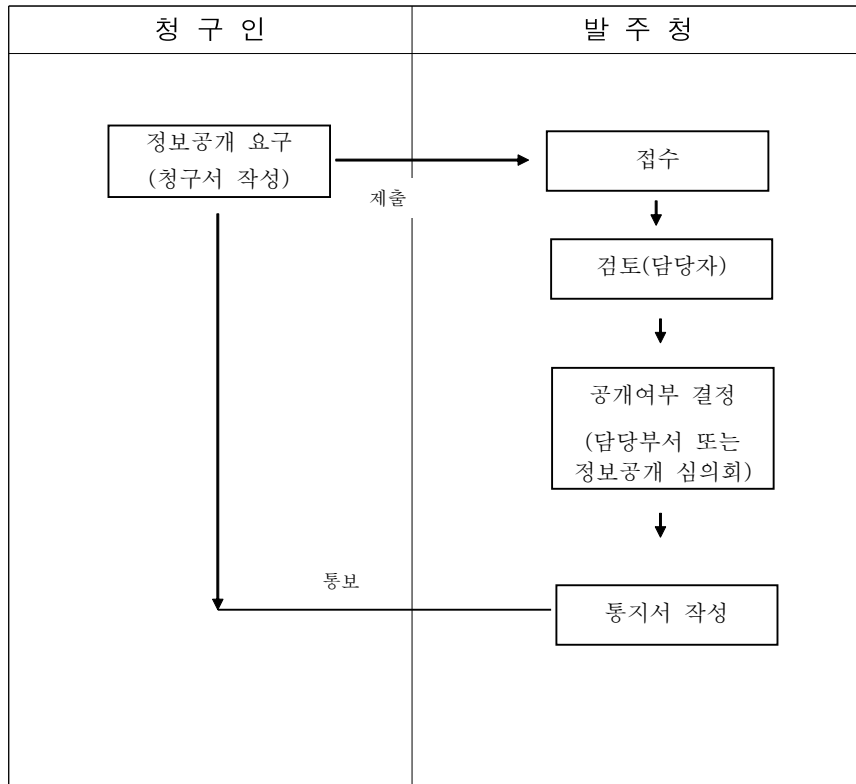 청 구 인
발 주 청
정보공개 요구
(청구서 작성)
제출
접수
검토(담당자)
공개여부 결정
(담당부서 또는
정보공개 심의회)
통보
통지서 작성